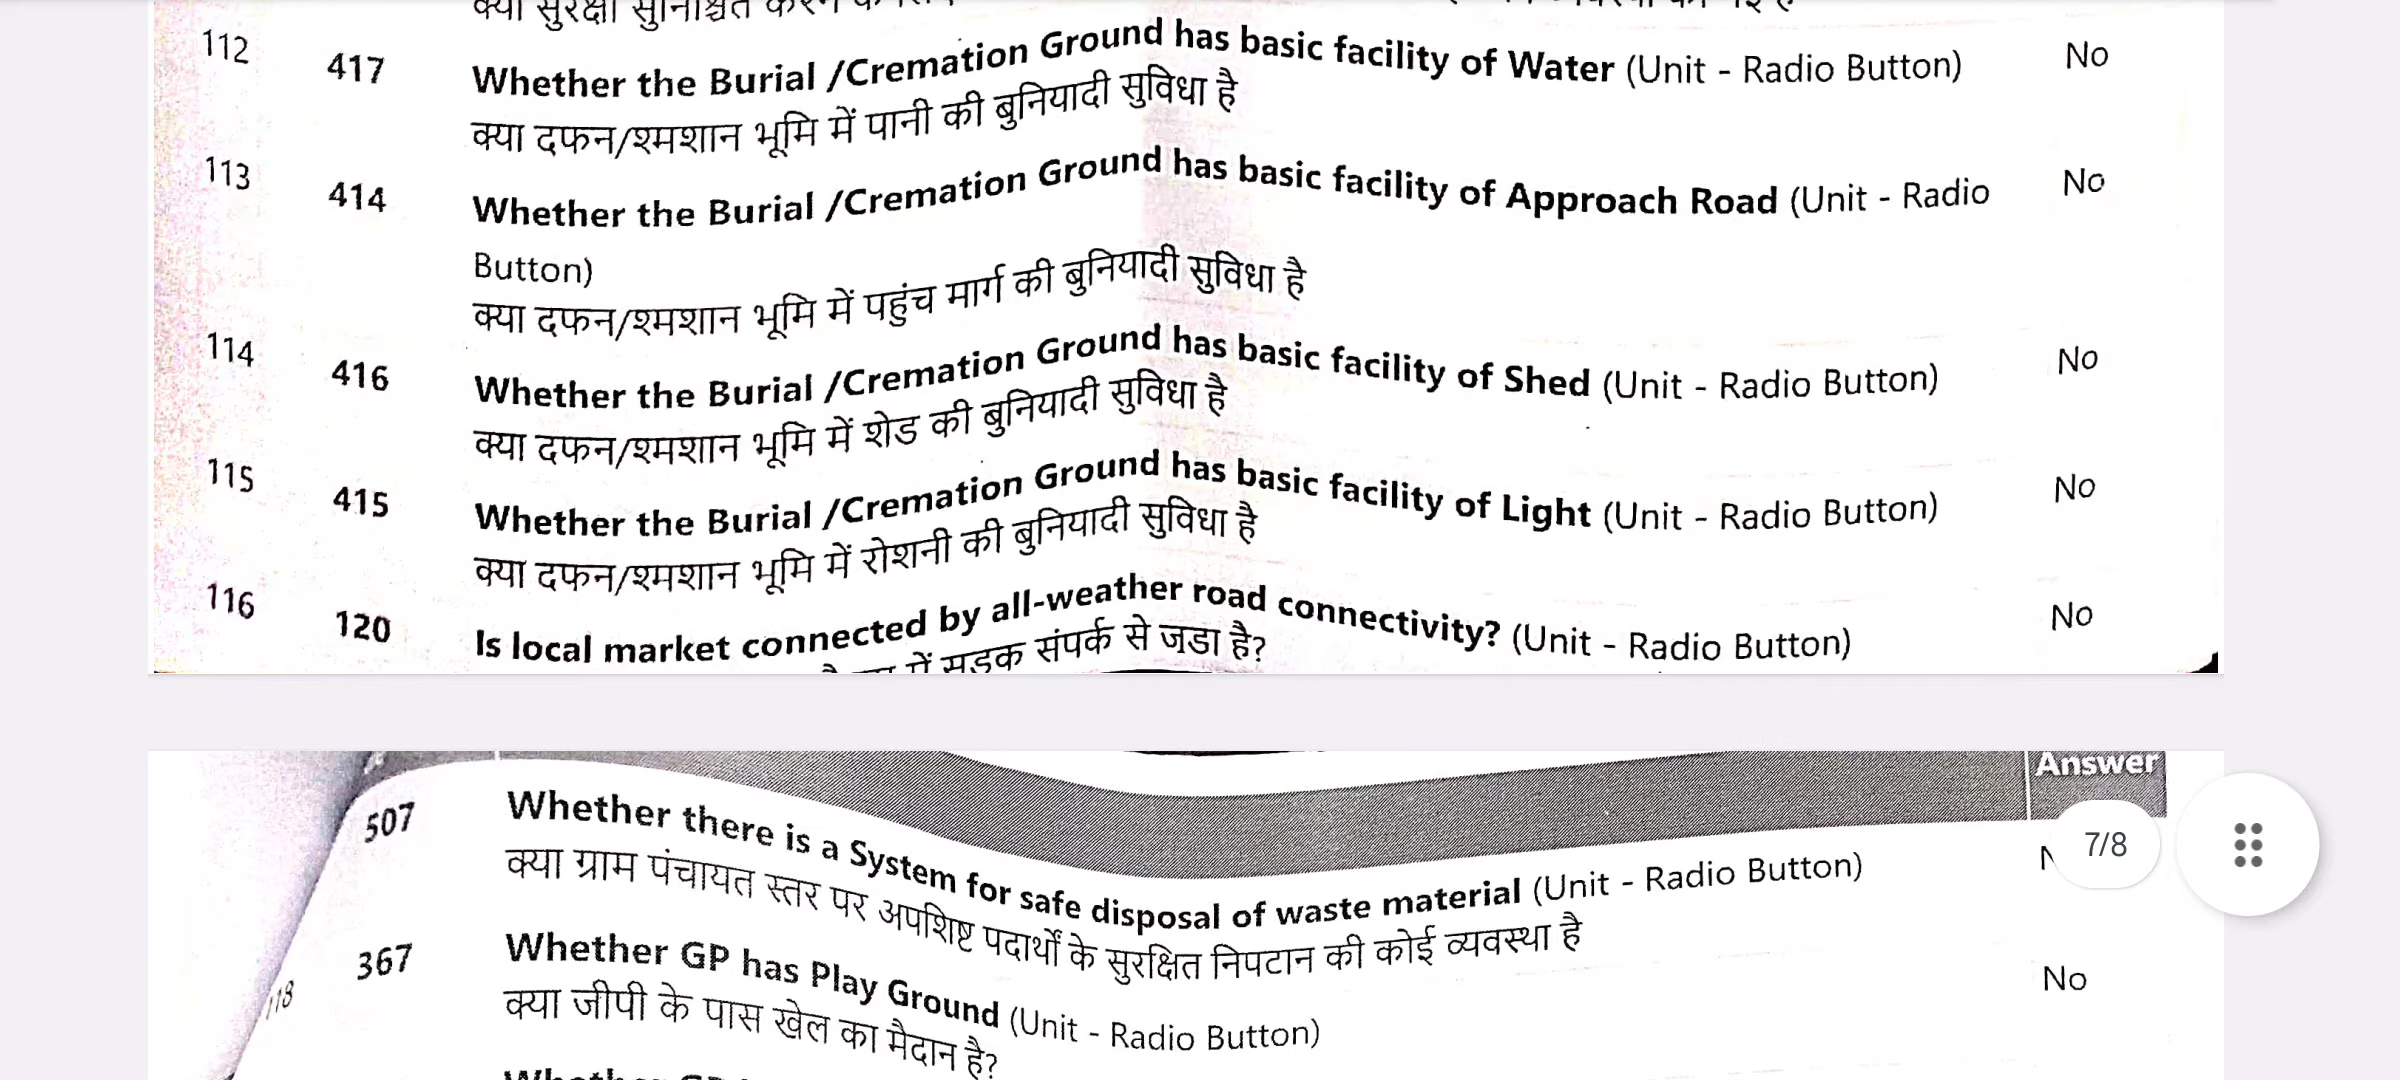 112 417 Whether the Burial /Cremation Ground has basic facility of Water (Unit - Radio Button) No
क्या दफन/श्मशान भूमि में पानी की बुनियादी सुविधा है
113 414 Whether the Burial /Cremation Ground has basic facility of Approach Road (Unit - Radio No
Button)
क्या दफन/श्मशान भूमि में पहुंच मार्ग की बुनियादी सुविधा है
114 416 Whether the Burial /Cremation Ground has basic facility of Shed (Unit - Radio Button) No
क्या दफन/श्मशान भूमि में शेड की बुनियादी सुविधा है
115 415 Whether the Burial /Cremation Ground has basic facility of Light (Unit - Radio Button) No
क्या दफन/श्मशान भूमि में रोशनी की बुनियादी सुविधा है
116 120 Is local market connected by all-weather road connectivity? (Unit - Radio Button) No
में सड़क संपर्क से जुडा है?
Answer
507 Whether there is a System for safe disposal of waste material (Unit - Radio Button)
7/8
क्या ग्राम पंचायत स्तर पर अपशिष्ट पदार्थों के सुरक्षित निपटान की कोई व्यवस्था है
118 367 Whether GP has Play Ground (Unit - Radio Button) No
क्या जीपी के पास खेल का मैदान है?